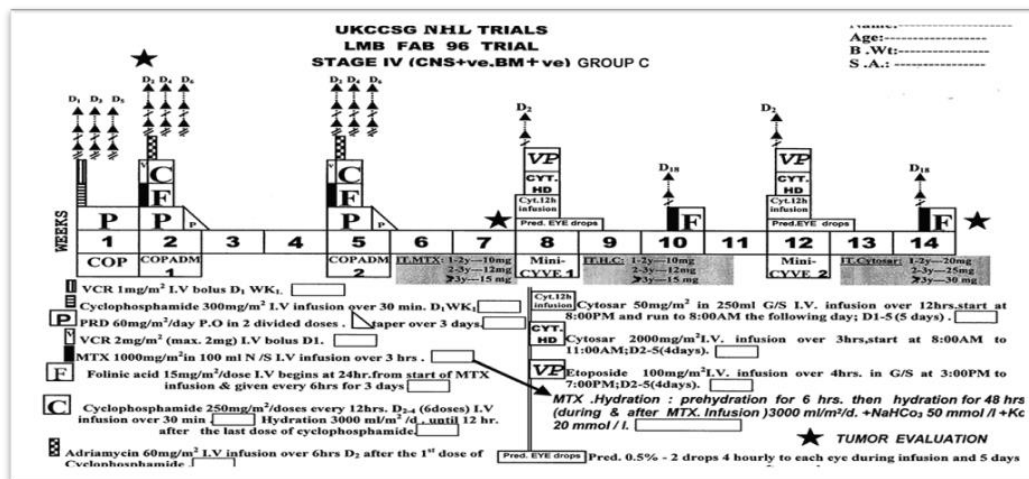 UKCCSG NHL TRIALS
LMB FAB 96 TRIAL
STAGE IV (CNS+ve.BM+ve) GROUP C
Name:
Age:
B .Wt:
S .A.:
D₁ D₃ D₅
D₂ D₄ D₆
D₂ D₄ D₆
D₂
D₁₈
D₂
D₁₈
V C
F
P P P
V C
F
P P
VP
CYT. HD
Cyt.12h infusion
Pred. EYE drops
F
VP
CYT. HD
Cyt.12h infusion
Pred.EYE drops
F
WEEKS
1 2 3 4 5 6 7 8 9 10 11 12 13 14
COP
COPADM 1
COPADM 2
IT.MTX: 1-2y—10mg
2-3y—12mg
>3y—15 mg
Mini-CYVE 1
IT.H.C: 1-2y—10mg
2-3y—12mg
>3y—15 mg
Mini-CYVE 2
IT.Cytosar: 1-2y—20mg
2-3y—25mg
>3y—30 mg
VCR 1mg/m² I.V bolus D₁ WK₁.
Cyclophosphamide 300mg/m² I.V infusion over 30 min. D₁WK₁
P PRD 60mg/m²/day P.O in 2 divided doses . taper over 3 days.
V VCR 2mg/m² (max. 2mg) I.V bolus D1.
MTX 1000mg/m² in 100 ml N /S I.V infusion over 3 hrs .
F Folinic acid 15mg/m²/dose I.V begins at 24hr.from start of MTX
infusion & given every 6hrs for 3 days
C Cyclophosphamide 250mg/m²/doses every 12hrs. D₂₋₄ (6doses) I.V
infusion over 30 min . Hydration 3000 ml/m² /d . until 12 hr.
after the last dose of cyclophosphamide.
Adriamycin 60mg/m² I.V infusion over 6hrs D₂ after the 1ˢᵗ dose of
Cyclophosphamide .
Cyt.12h infusion Cytosar 50mg/m² in 250ml G/S I.V. infusion over 12hrs.start at
8:00PM and run to 8:00AM the following day; D1-5 (5 days) .
CYT. HD Cytosar 2000mg/m²I.V. infusion over 3hrs,start at 8:00AM to
11:00AM;D2-5(4days).
VP Etoposide 100mg/m²I.V. infusion over 4hrs. in G/S at 3:00PM to
7:00PM;D2-5(4days).
MTX .Hydration : prehydration for 6 hrs. then hydration for 48 hrs
(during & after MTX. Infusion )3000 ml/m²/d. +NaHCo₃ 50 mmol /l +Kc
20 mmol / l.
TUMOR EVALUATION
Pred. EYE drops Pred. 0.5% - 2 drops 4 hourly to each eye during infusion and 5 days